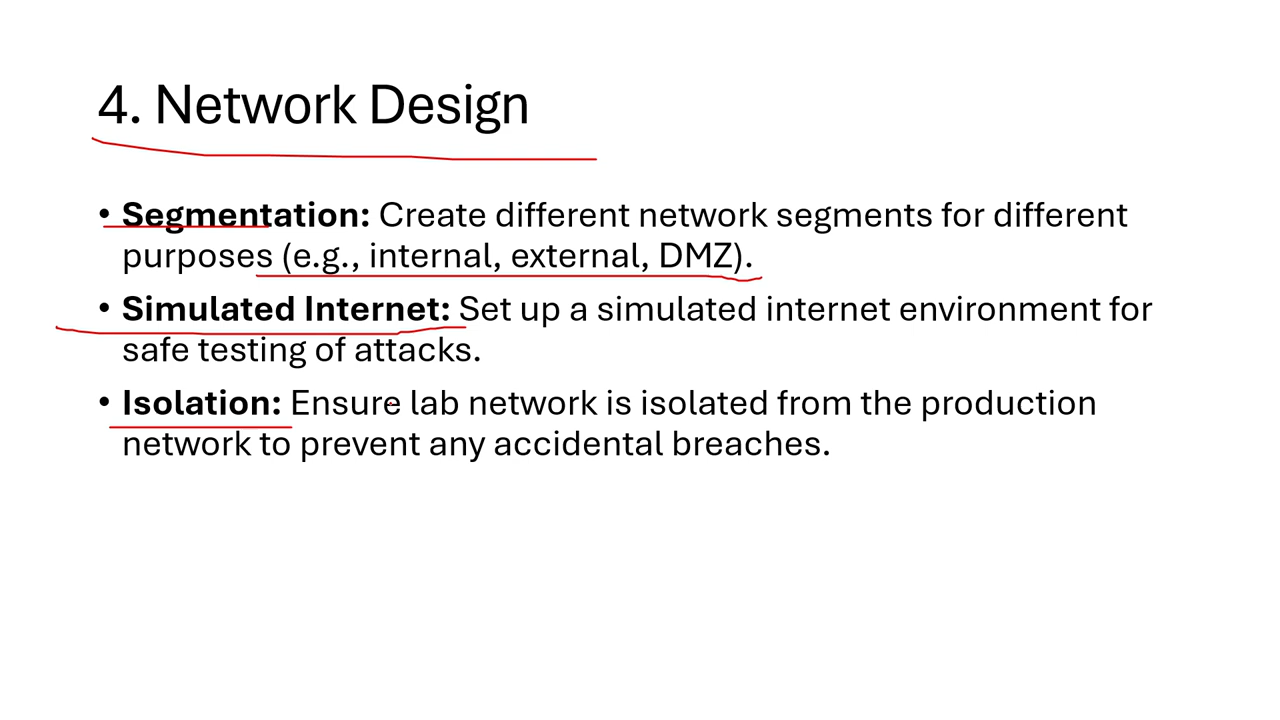 4. Network Design
• Segmentation: Create different network segments for different
purposes (e.g., internal, external, DMZ).
• Simulated Internet: Set up a simulated internet environment for
safe testing of attacks.
• Isolation: Ensure lab network is isolated from the production
network to prevent any accidental breaches.